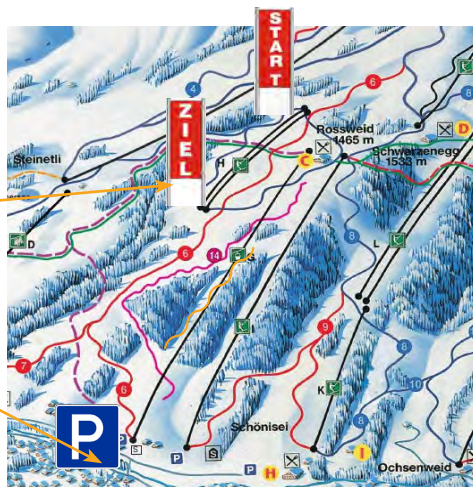 START
4
6
8
ZIEL
Rossweid
1465 m
D
Steinetli
H
C
Schwarzenegg
1533 m
D
8
6
14
S
L
9
8
7
6
K
10
P
P
S
P
S
Schönisei
P
H
I
Ochsenweid